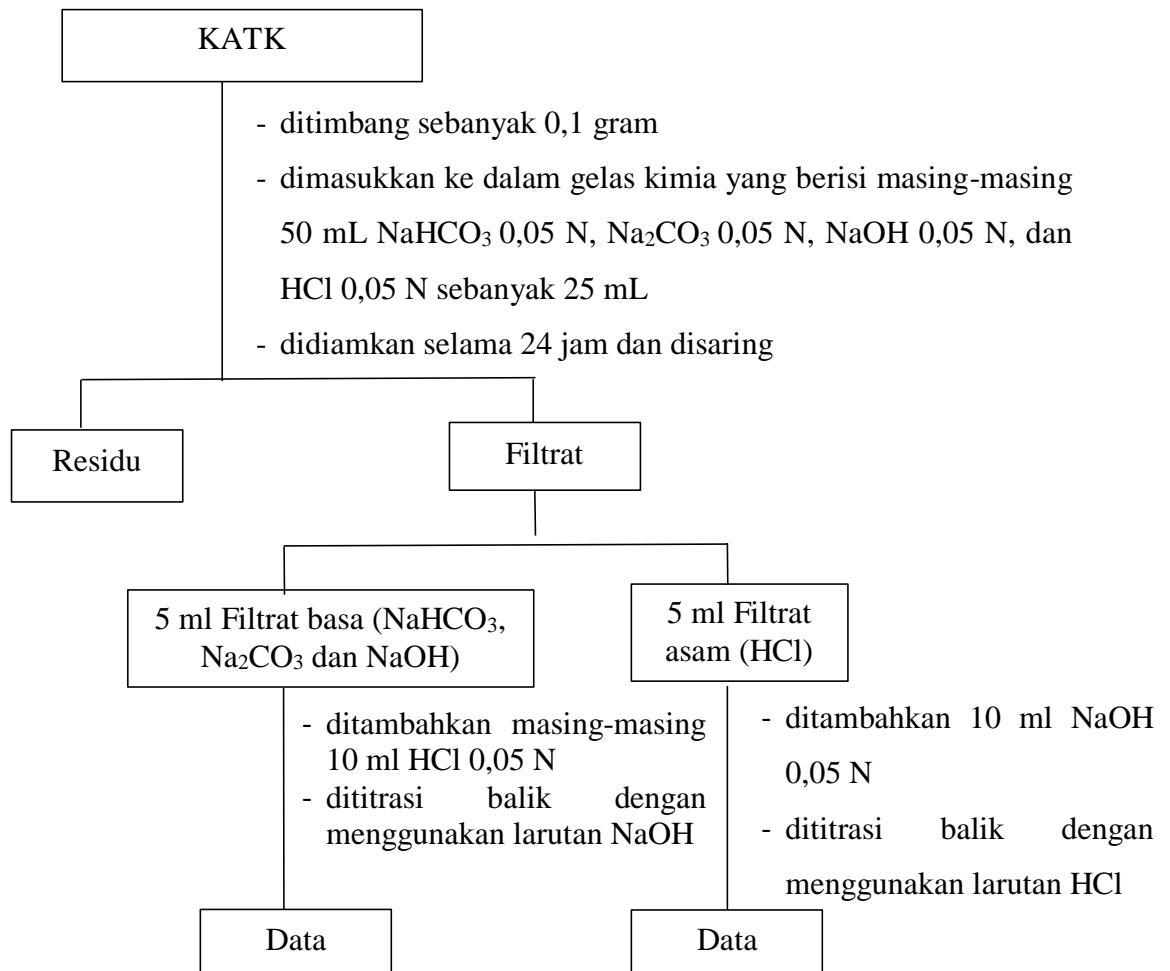 KATK
- ditimbang sebanyak 0,1 gram
- dimasukkan ke dalam gelas kimia yang berisi masing-masing
50 mL NaHCO₃ 0,05 N, Na₂CO₃ 0,05 N, NaOH 0,05 N, dan
HCl 0,05 N sebanyak 25 mL
- didiamkan selama 24 jam dan disaring
Residu
Filtrat
5 ml Filtrat basa (NaHCO₃,
Na₂CO₃ dan NaOH)
5 ml Filtrat
asam (HCl)
- ditambahkan masing-masing
10 ml HCl 0,05 N
- dititrasi balik dengan
menggunakan larutan NaOH
- ditambahkan 10 ml NaOH
0,05 N
- dititrasi balik dengan
menggunakan larutan HCl
Data
Data